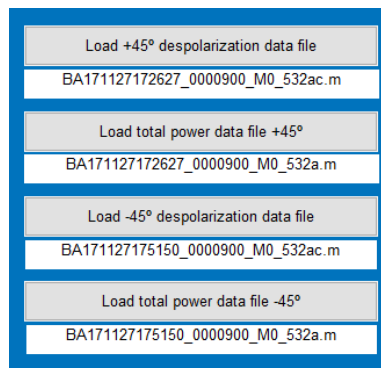 Load +45º despolarization data file
BA171127172627_0000900_M0_532ac.m
Load total power data file +45º
BA171127172627_0000900_M0_532a.m
Load -45º despolarization data file
BA171127175150_0000900_M0_532ac.m
Load total power data file -45º
BA171127175150_0000900_M0_532a.m